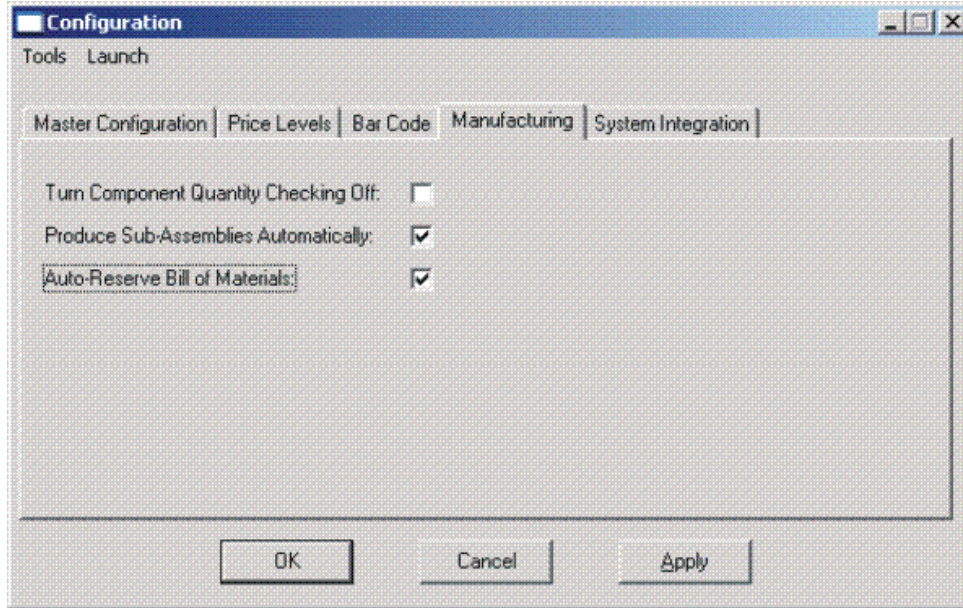 Configuration
Tools Launch
Master Configuration Price Levels Bar Code Manufacturing System Integration
Turn Component Quantity Checking Off:
Produce Sub-Assemblies Automatically:
Auto-Reserve Bill of Materials:
OK Cancel Apply